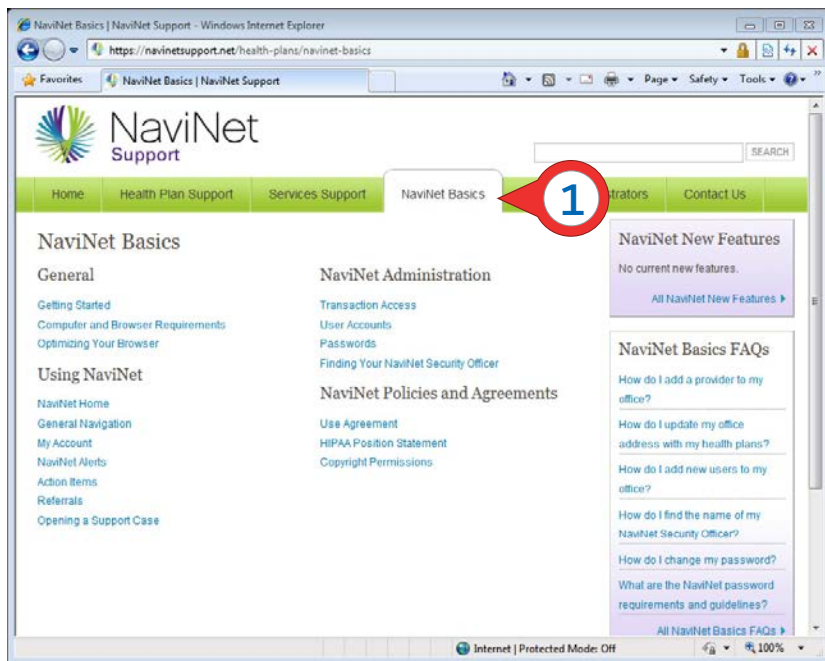 NaviNet Basics | NaviNet Support - Windows Internet Explorer
https://navinetsupport.net/health-plans/navinet-basics
Favorites NaviNet Basics | NaviNet Support Page Safety Tools
NaviNet
Support
SEARCH
Home Health Plan Support Services Support NaviNet Basics 1 strators Contact Us
NaviNet Basics
General
Getting Started
Computer and Browser Requirements
Optimizing Your Browser
Using NaviNet
NaviNet Home
General Navigation
My Account
NaviNet Alerts
Action Items
Referrals
Opening a Support Case
NaviNet Administration
Transaction Access
User Accounts
Passwords
Finding Your NaviNet Security Officer
NaviNet Policies and Agreements
Use Agreement
HIPAA Position Statement
Copyright Permissions
NaviNet New Features
No current new features.
All NaviNet New Features
NaviNet Basics FAQs
How do I add a provider to my
office?
How do I update my office
address with my health plans?
How do I add new users to my
office?
How do I find the name of my
NaviNet Security Officer?
How do I change my password?
What are the NaviNet password
requirements and guidelines?
All NaviNet Basics FAQs
Internet | Protected Mode: Off 100%